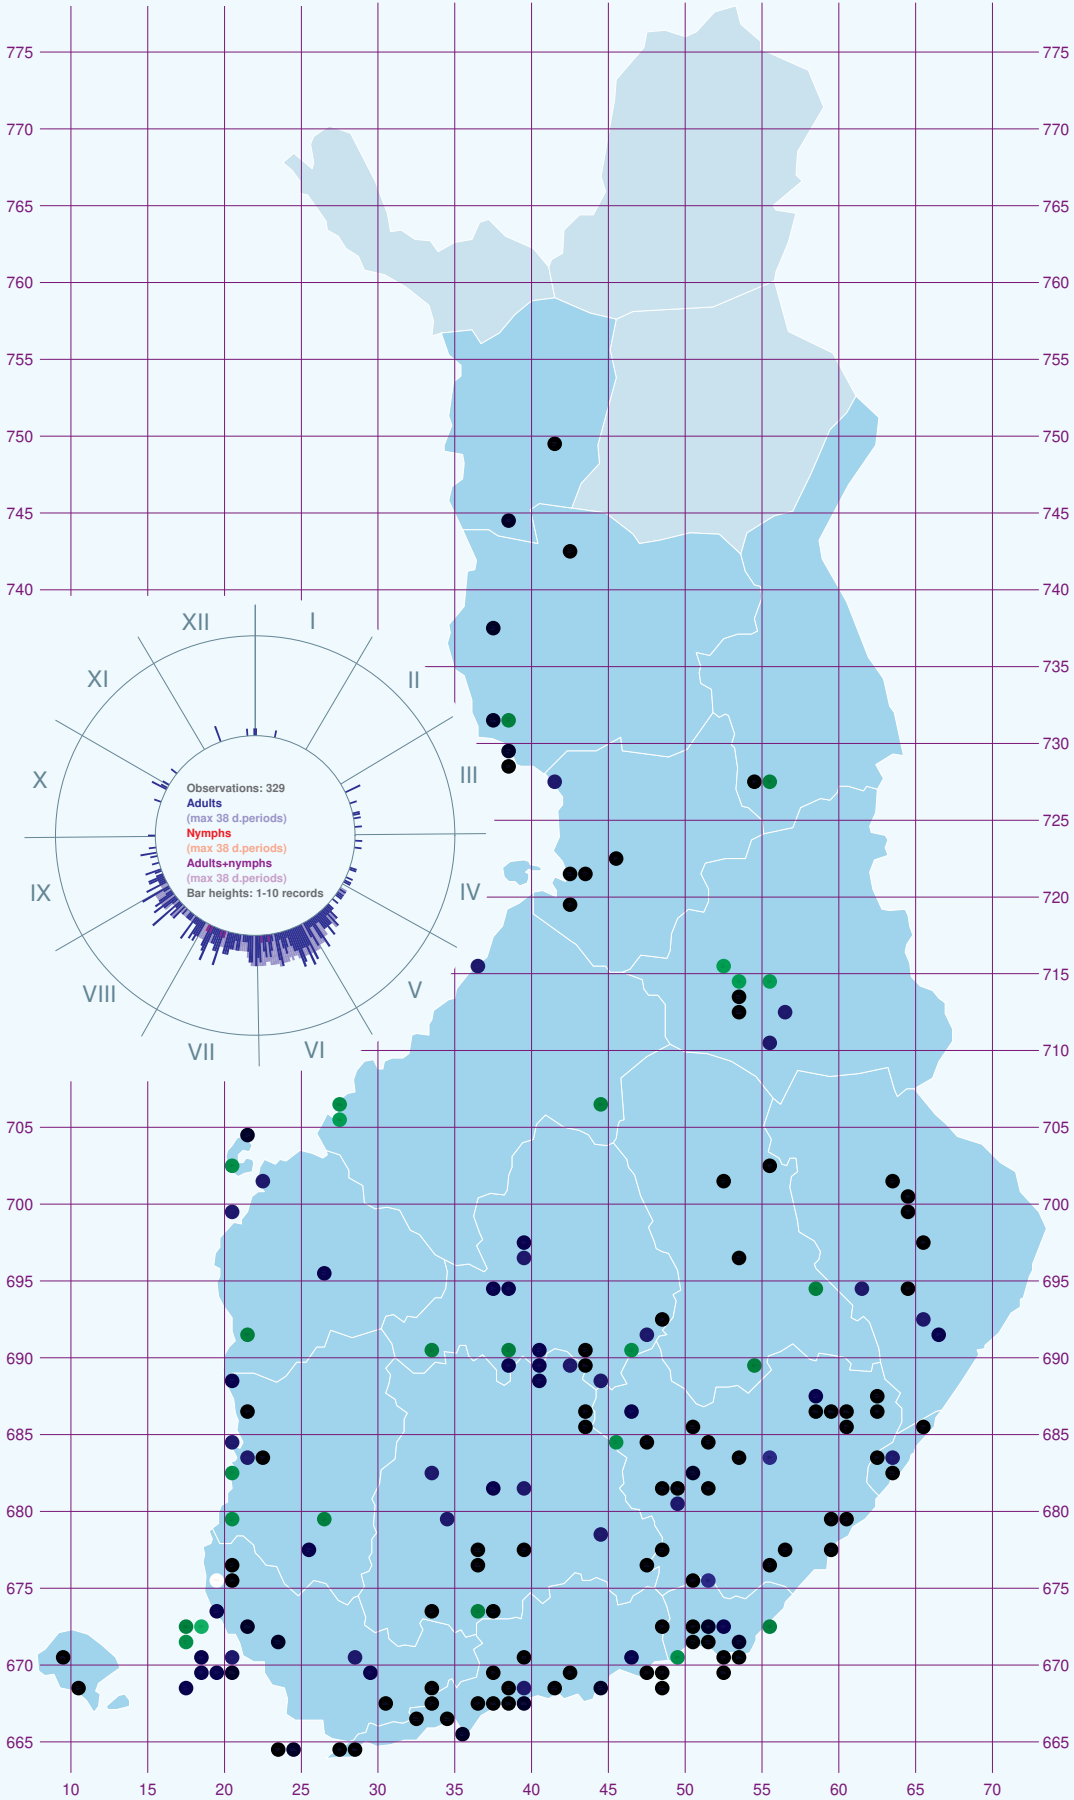 775 775
770 770
765 765
760 760
755 755
750 750
745 745
740 740
735
730
725
720
715
710
705 705
700 700
695 695
690 690
685 685
680 680
675 675
670 670
665 665
10 15 20 25 30 35 40 45 50 55 60 65 70
XII I
XI II
X III
IX IV
VIII V
VII VI
Observations: 329
Adults
(max 38 d.periods)
Nymphs
(max 38 d.periods)
Adults+nymphs
(max 38 d.periods)
Bar heights: 1-10 records